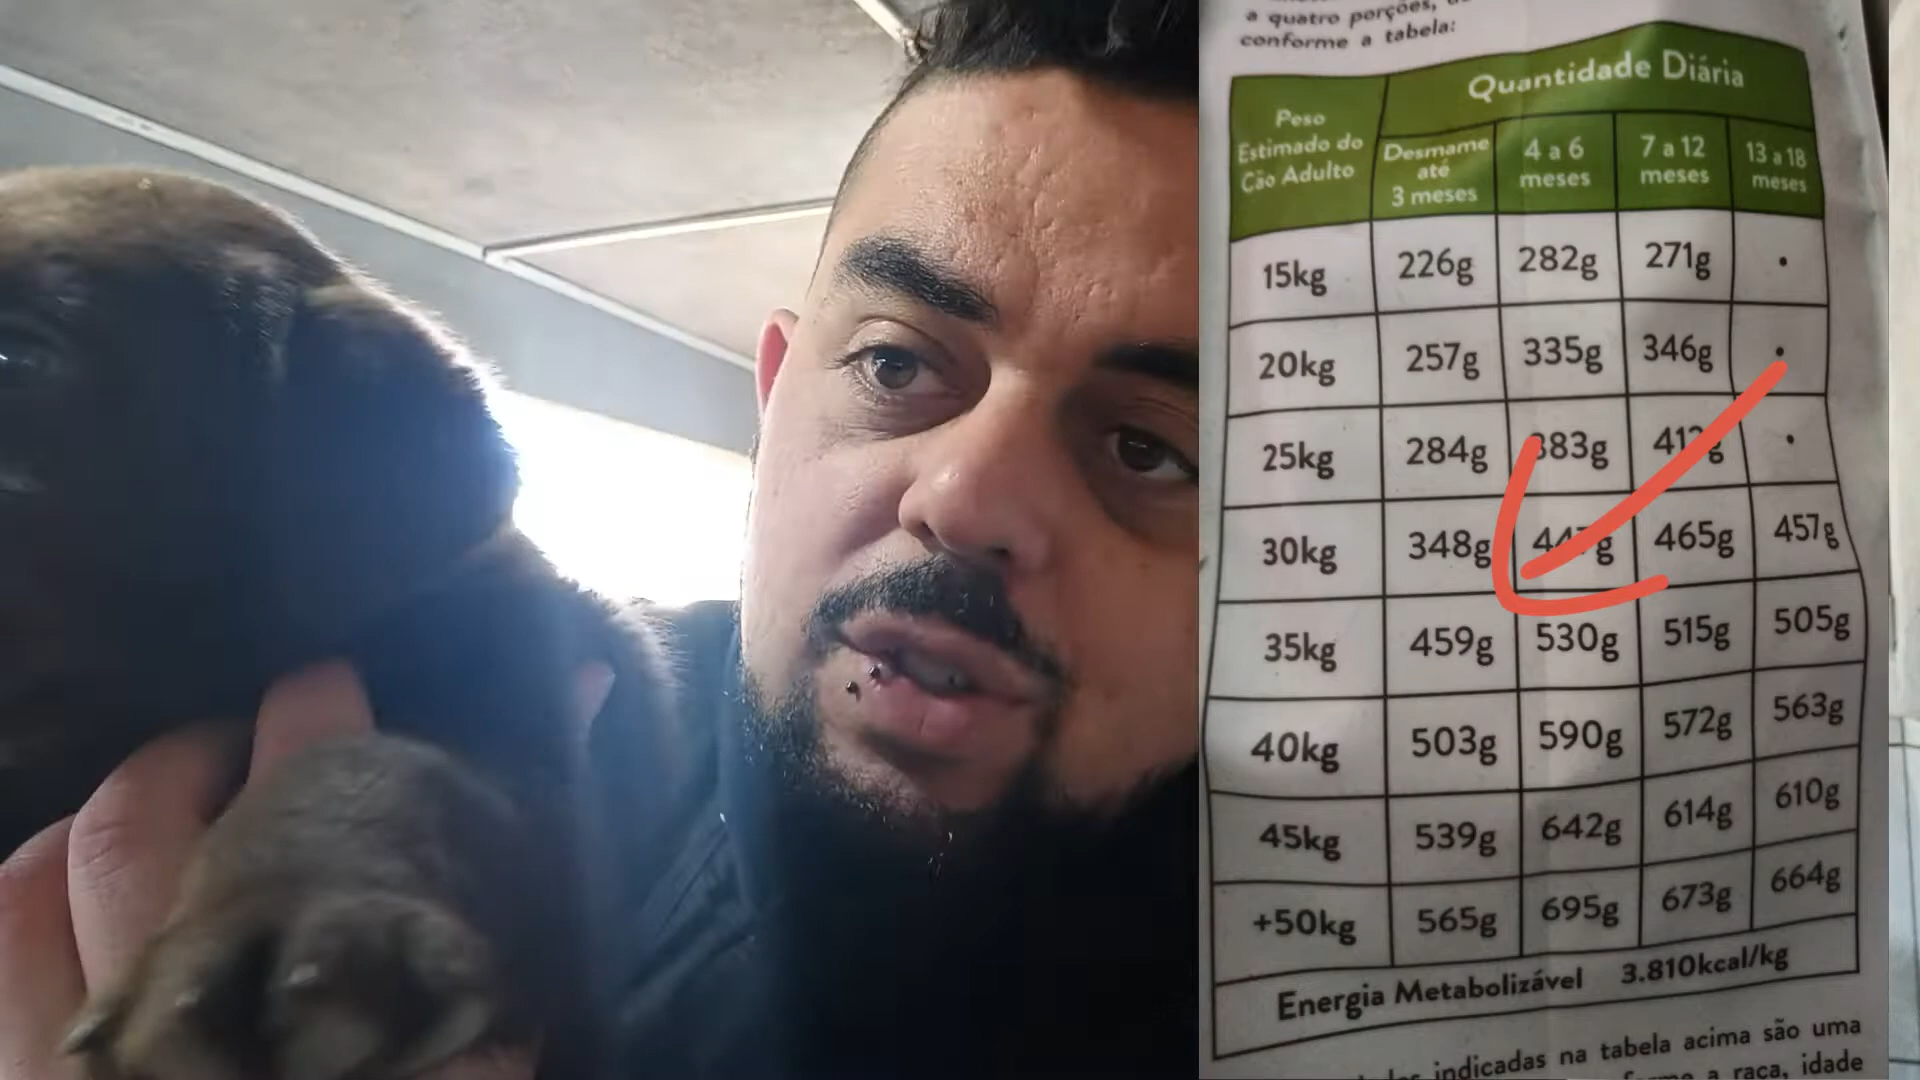 a quatro porções,
conforme a tabela:
Quantidade Diária
Peso
Estimado do
Cão Adulto
Desmame
até
3 meses
4 a 6
meses
7 a 12
meses
13 a 18
meses
15kg 226g 282g 271g •
20kg 257g 335g 346g •
25kg 284g 383g 412g •
30kg 348g 447g 465g 457g
35kg 459g 530g 515g 505g
40kg 503g 590g 572g 563g
45kg 539g 642g 614g 610g
+50kg 565g 695g 673g 664g
Energia Metabolizável 3.810kcal/kg
indicadas na tabela acima são uma
a raça, idade